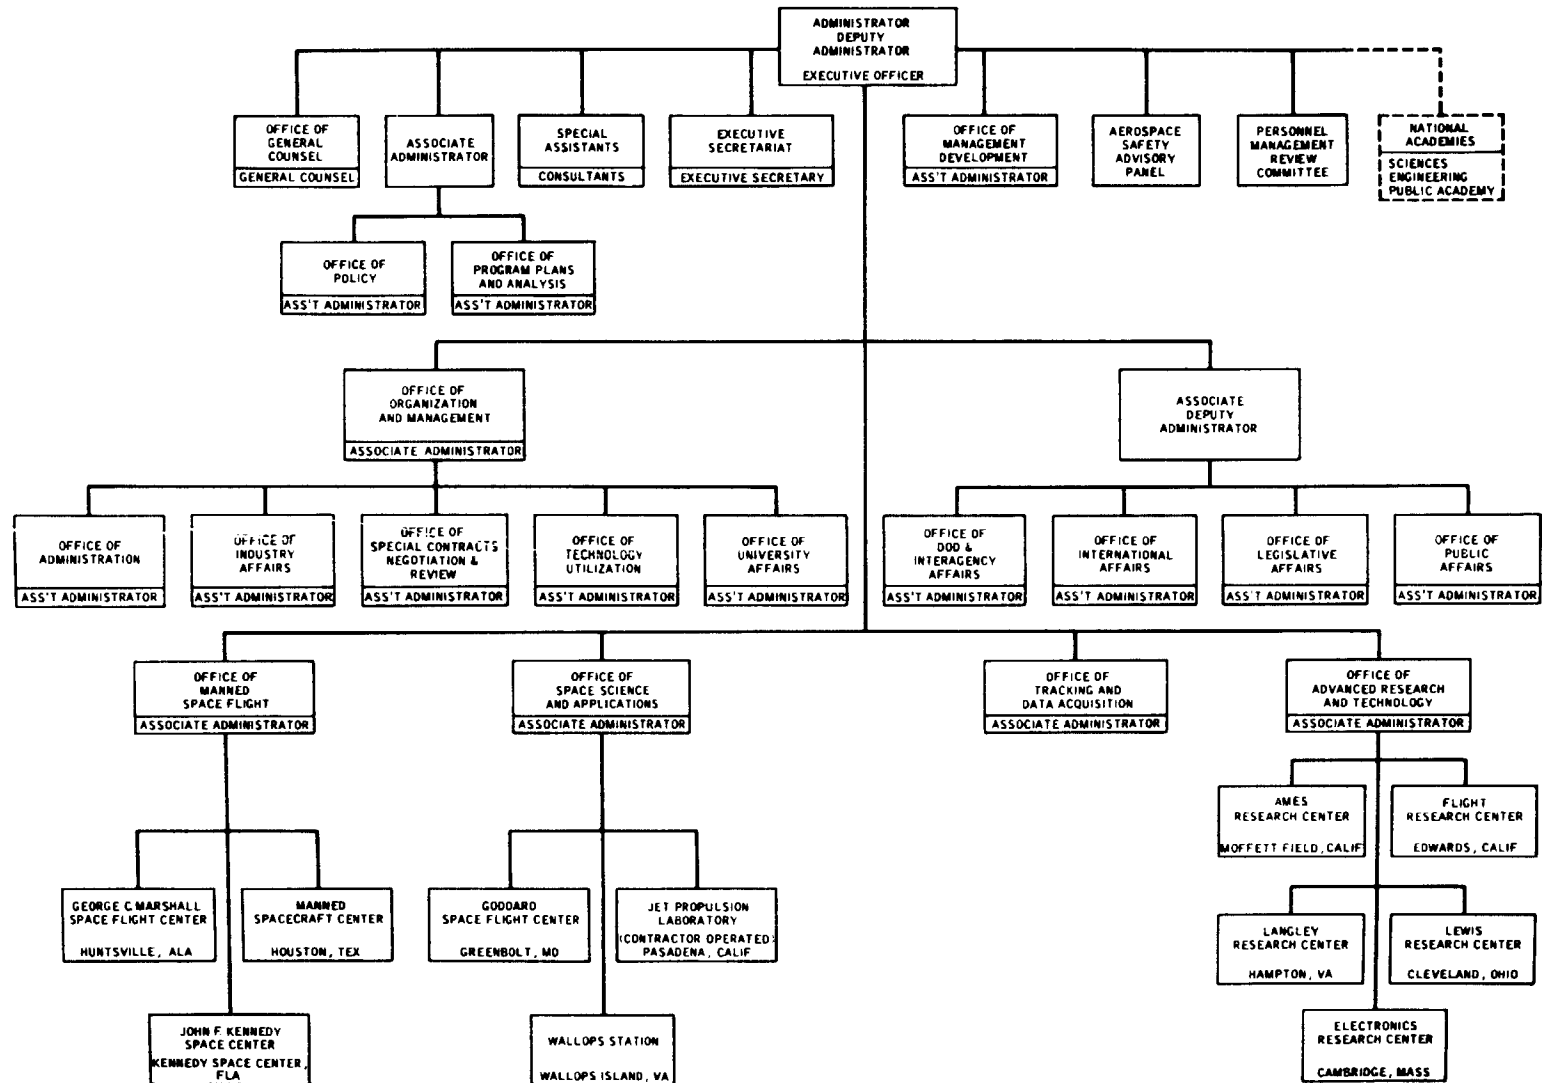 ADMINISTRATOR
DEPUTY
ADMINISTRATOR
EXECUTIVE OFFICER
OFFICE OF
GENERAL
COUNSEL
GENERAL COUNSEL
ASSOCIATE
ADMINISTRATOR
SPECIAL
ASSISTANTS
CONSULTANTS
EXECUTIVE
SECRETARIAT
EXECUTIVE SECRETARY
OFFICE OF
MANAGEMENT
DEVELOPMENT
ASS'T ADMINISTRATOR
AEROSPACE
SAFETY
ADVISORY
PANEL
PERSONNEL
MANAGEMENT
REVIEW
COMMITTEE
NATIONAL
ACADEMIES
SCIENCES
ENGINEERING
PUBLIC ACADEMY
OFFICE OF
POLICY
ASS'T ADMINISTRATOR
OFFICE OF
PROGRAM PLANS
AND ANALYSIS
ASS'T ADMINISTRATOR
OFFICE OF
ORGANIZATION
AND MANAGEMENT
ASSOCIATE ADMINISTRATOR
ASSOCIATE
DEPUTY
ADMINISTRATOR
OFFICE OF
ADMINISTRATION
ASS'T ADMINISTRATOR
OFFICE OF
INDUSTRY
AFFAIRS
ASS'T ADMINISTRATOR
OFFICE OF
SPECIAL CONTRACTS
NEGOTIATION &
REVIEW
ASS'T ADMINISTRATOR
OFFICE OF
TECHNOLOGY
UTILIZATION
ASS'T ADMINISTRATOR
OFFICE OF
UNIVERSITY
AFFAIRS
ASS'T ADMINISTRATOR
OFFICE OF
DOD &
INTERAGENCY
AFFAIRS
ASS'T ADMINISTRATOR
OFFICE OF
INTERNATIONAL
AFFAIRS
ASS'T ADMINISTRATOR
OFFICE OF
LEGISLATIVE
AFFAIRS
ASS'T ADMINISTRATOR
OFFICE OF
PUBLIC
AFFAIRS
ASS'T ADMINISTRATOR
OFFICE OF
MANNED
SPACE FLIGHT
ASSOCIATE ADMINISTRATOR
OFFICE OF
SPACE SCIENCE
AND APPLICATIONS
ASSOCIATE ADMINISTRATOR
OFFICE OF
TRACKING AND
DATA ACQUISITION
ASSOCIATE ADMINISTRATOR
OFFICE OF
ADVANCED RESEARCH
AND TECHNOLOGY
ASSOCIATE ADMINISTRATOR
AMES
RESEARCH CENTER
MOFFETT FIELD, CALIF
FLIGHT
RESEARCH CENTER
EDWARDS, CALIF
GEORGE C. MARSHALL
SPACE FLIGHT CENTER
HUNTSVILLE, ALA
MANNED
SPACECRAFT CENTER
HOUSTON, TEX
GODDARD
SPACE FLIGHT CENTER
GREENBOLT, MD
JET PROPULSION
LABORATORY
(CONTRACTOR OPERATED)
PASADENA, CALIF
LANGLEY
RESEARCH CENTER
HAMPTON, VA
LEWIS
RESEARCH CENTER
CLEVELAND, OHIO
JOHN F. KENNEDY
SPACE CENTER
KENNEDY SPACE CENTER,
FLA
WALLOPS STATION
WALLOPS ISLAND, VA
ELECTRONICS
RESEARCH CENTER
CAMBRIDGE, MASS